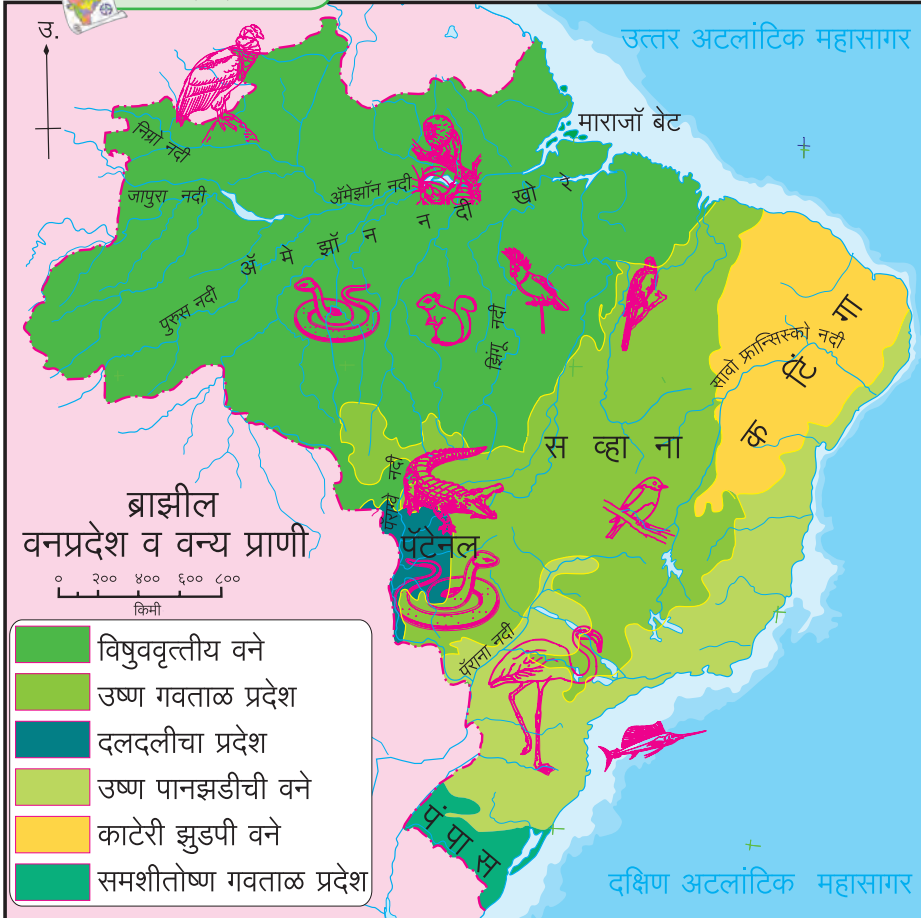 उ.
उत्तर अटलांटिक महासागर
माराजॉ बेट
निग्रो नदी
जापुरा नदी
ॲमेझॉन नदी
ॲमेझॉन नदी खोरे
पुरुस नदी
झिंगू नदी
सावो फ्रान्सिस्को नदी
कटिंगा
सव्हाना
पॅराग्वे नदी
पॅटेनल
ब्राझील
वनप्रदेश व वन्य प्राणी
० २०० ४०० ६०० ८००
किमी
पॅराना नदी
विषुववृत्तीय वने
उष्ण गवताळ प्रदेश
दलदलीचा प्रदेश
उष्ण पानझडीची वने
काटेरी झुडपी वने
समशीतोष्ण गवताळ प्रदेश
पंपास
दक्षिण अटलांटिक महासागर